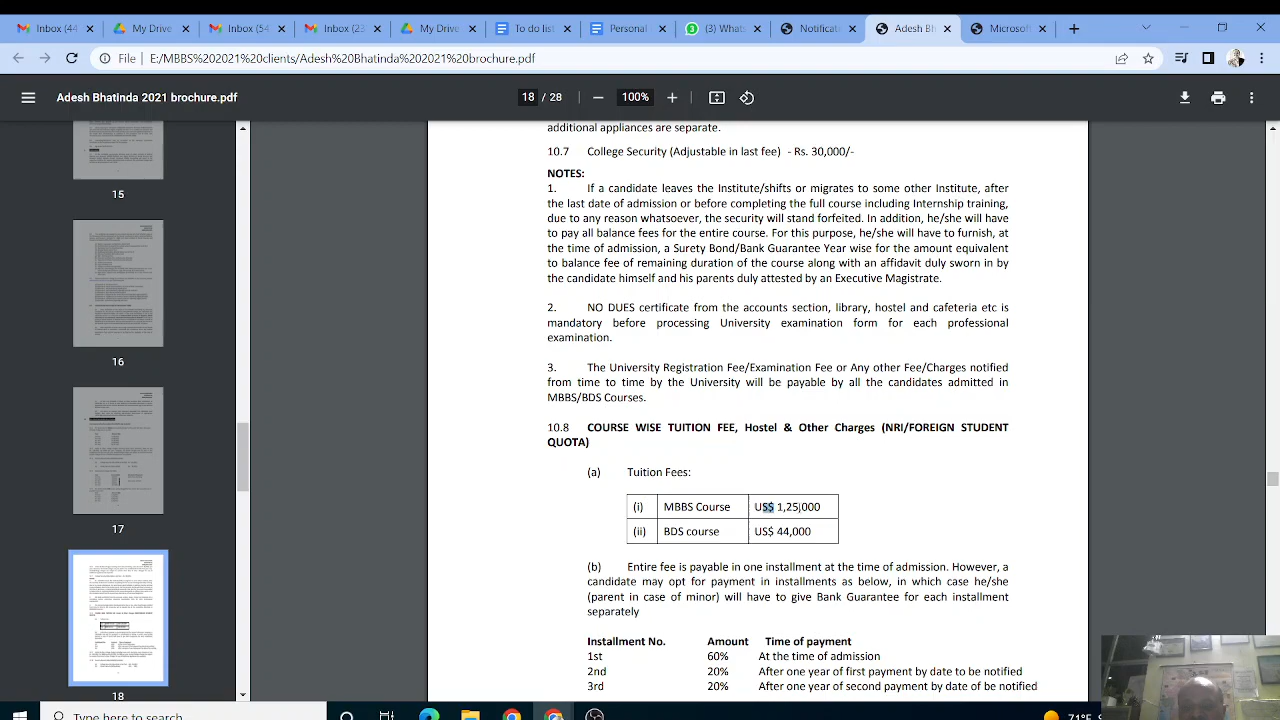 Inbox (44
My Drive
Inbox (54
Inbox (23
My Drive
To do list
Personal
(3) Whats
Notificat
Adesh Bh
Microsof
File | E:/MBBS%202021%20clients/Adesh%20Bhatinda%202021%20brochure.pdf
Adesh Bhatinda 2021 brochure.pdf
18 / 28
100%
15
16
17
18
additional appliances are separate.
10.7 College Security (Adjustable in last fee) - Rs. 30,000/-
NOTES:
1. If a candidate leaves the Institute/shifts or migrates to some other Institute, after
the last date of admission or before completing the full course including Internship training,
due to any reason whatsoever, the security will stand forfeited. In addition, he/she will have
to pay all balance fees for the entire course. For this purpose, he/she will have to furnish, at
the time of admission, a Surety Bond/Bank Guarantee Year wise for the amount equivalent
to balance fee of remaining duration of the course along with an affidavit duly sworn it by
the candidate himself and his parents duly attested by an Executive Magistrate.
2. NO DUES certificate from the accounts section, library, hostel and cafeteria etc is
mandatory before processing University examination form for each professional
examination.
3. The University Registration Fee/Examination Fee or Any other Fee/Charges notified
from time to time by the University will be payable by all the candidates admitted in
MBBS/BDS Courses.
10.8 COURSE WISE TUITION FEE, Hostel & Other Charges (NRI/FOREIGN STUDENT
QUOTA)
(a) Tuition Fees:
(i) MBBS Course US$ 1,25,000
(ii) BDS course US$ 44,000
(b) Entire fee is payable in one installment at the time of admission. However, a
candidate may opt for payment in installments as below, in which case he/she
(parent in case of minor) will have to give Bank Guarantee for each installment
separately
Installment No. Amount Time of payment
1st 60% At the time of admission
2nd 20% After one year of first payment by date to be notified
3rd 20% After one year of second payment by date of be notified
Type here to search
71°F